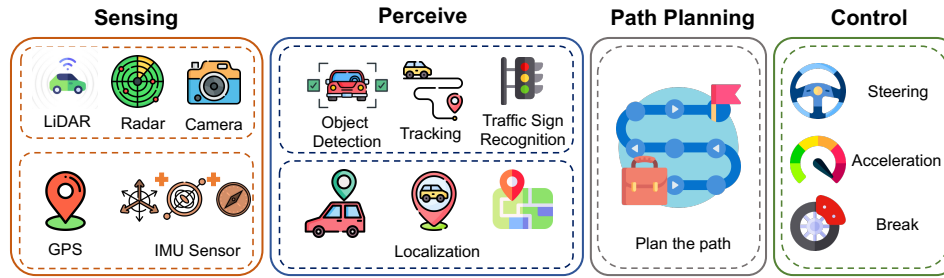 Sensing
LiDAR
Radar
Camera
GPS
IMU Sensor
Perceive
Object
Detection
Tracking
Traffic Sign
Recognition
Localization
Path Planning
Plan the path
Control
Steering
Acceleration
Break